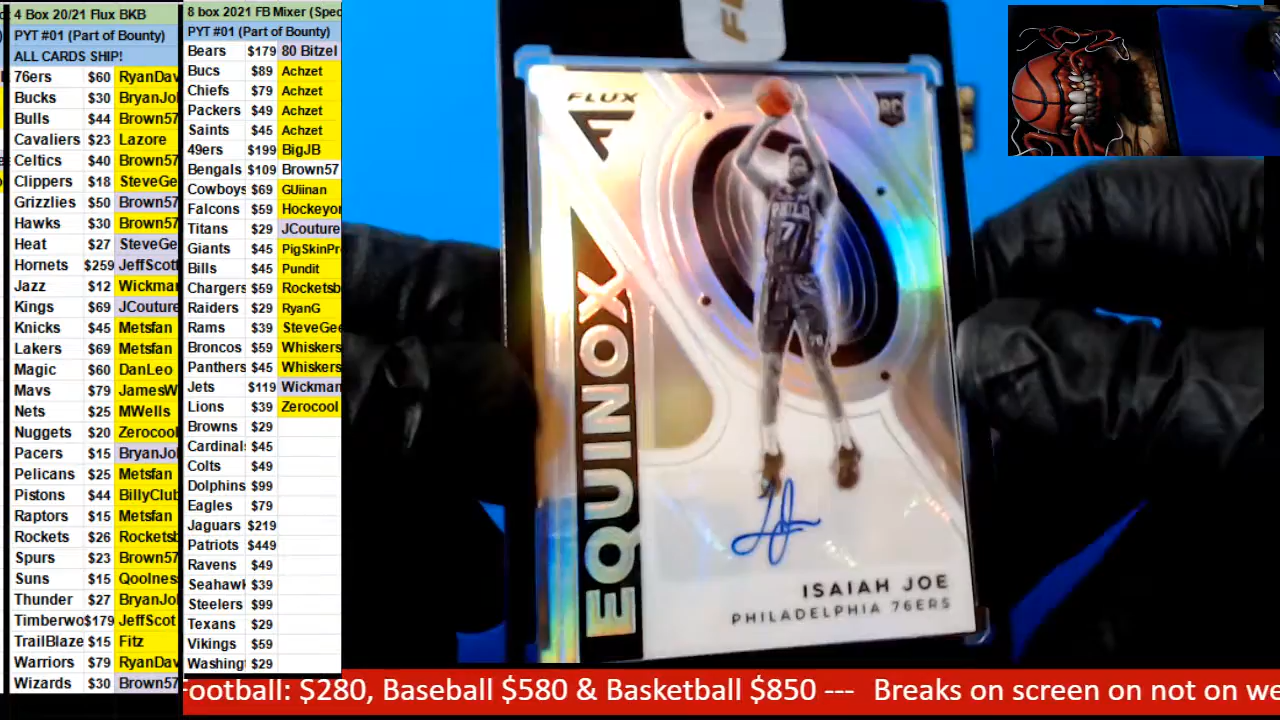 4 Box 20/21 Flux BKB
PYT #01 (Part of Bounty)
ALL CARDS SHIP!
76ers $60 RyanDav
Bucks $30 BryanJo
Bulls $44 Brown57
Cavaliers $23 Lazore
Celtics $40 Brown57
Clippers $18 SteveGe
Grizzlies $50 Brown57
Hawks $30 Brown57
Heat $27 SteveGe
Hornets $259 JeffScott
Jazz $12 Wickma
Kings $69 JCouture
Knicks $45 Metsfan
Lakers $69 Metsfan
Magic $60 DanLeo
Mavs $79 JamesW
Nets $25 MWells
Nuggets $20 Zerocool
Pacers $15 BryanJo
Pelicans $25 Metsfan
Pistons $44 BillyClub
Raptors $15 Metsfan
Rockets $26 Rocketsb
Spurs $23 Brown57
Suns $15 Qoolnes
Thunder $27 BryanJo
Timberwo $179 JeffScot
TrailBlaze $15 Fitz
Warriors $79 RyanDav
Wizards $30 Brown57
8 box 2021 FB Mixer (Spec
PYT #01 (Part of Bounty)
Bears $179 80 Bitzel
Bucs $89 Achzet
Chiefs $79 Achzet
Packers $49 Achzet
Saints $45 Achzet
49ers $199 BigJB
Bengals $109 Brown57
Cowboys $69 GUiinan
Falcons $59 Hockeyor
Titans $29 JCouture
Giants $45 PigSkinPr
Bills $45 Pundit
Chargers $59 Rocketsb
Raiders $29 RyanG
Rams $39 SteveGee
Broncos $59 Whiskers
Panthers $45 Whiskers
Jets $119 Wickman
Lions $39 Zerocool
Browns $29
Cardinal $45
Colts $49
Dolphins $99
Eagles $79
Jaguars $219
Patriots $449
Ravens $49
Seahawk $39
Steelers $99
Texans $29
Vikings $59
Washing $29
FLUX
RC
PHILA
71
EQUINOX
ISAIAH JOE
PHILADELPHIA 76ERS
Football: $280, Baseball $580 & Basketball $850 --- Breaks on screen on not on we